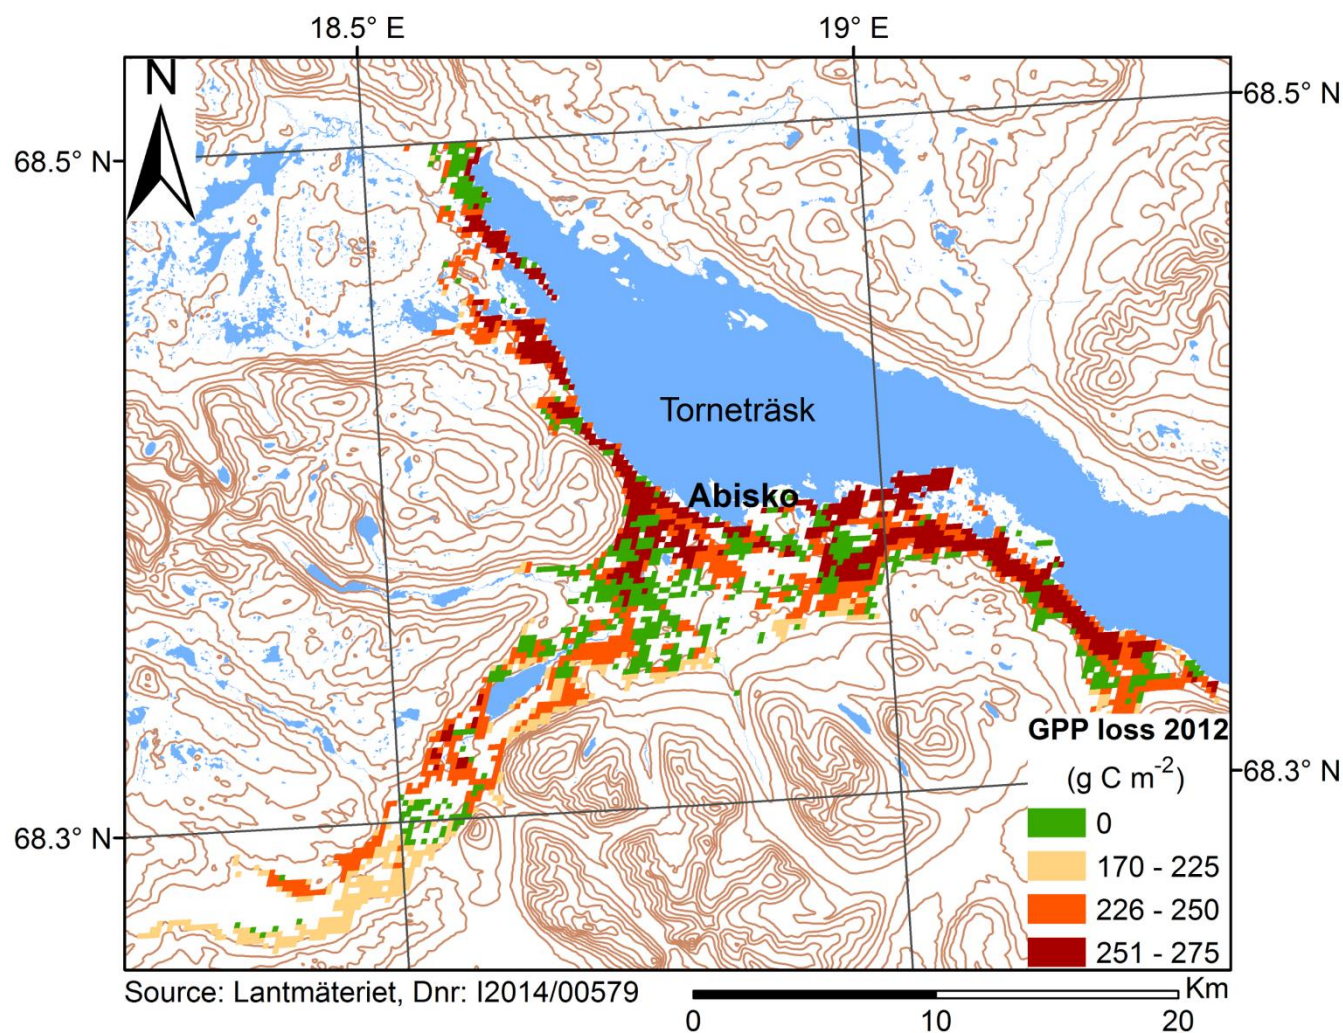 18.5° E
19° E
N
68.5° N
68.5° N
Torneträsk
Abisko
GPP loss 2012
(g C m-2)
0
170 - 225
226 - 250
251 - 275
68.3° N
68.3° N
Source: Lantmäteriet, Dnr: I2014/00579
Km
0
10
20